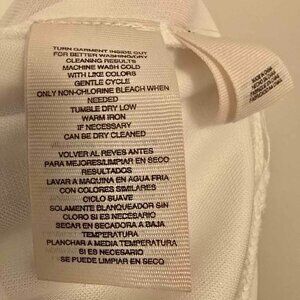 TURN GARMENT INSIDE OUT
FOR BETTER WASHING/DRY
CLEANING RESULTS
MACHINE WASH COLD
WITH LIKE COLORS
GENTLE CYCLE
ONLY NON-CHLORINE BLEACH WHEN
NEEDED
TUMBLE DRY LOW
WARM IRON
IF NECESSARY
CAN BE DRY CLEANED
VOLVER AL REVES ANTES
PARA MEJORES/LIMPIAR EN SECO
RESULTADOS
LAVAR A MAQUINA EN AGUA FRIA
CON COLORES SIMILARES
CICLO SUAVE
SOLAMENTE BLANQUEADOR SIN
CLORO SI ES NECESARIO
SECAR EN SECADORA A BAJA
TEMPERATURA
PLANCHAR A MEDIA TEMPERATURA
SI ES NECESARIO
SE PUEDE LIMPIAR EN SECO